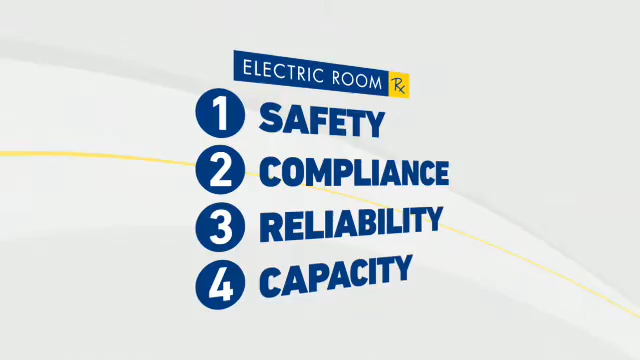 ELECTRIC ROOM Rx
1 SAFETY
2 COMPLIANCE
3 RELIABILITY
4 CAPACITY